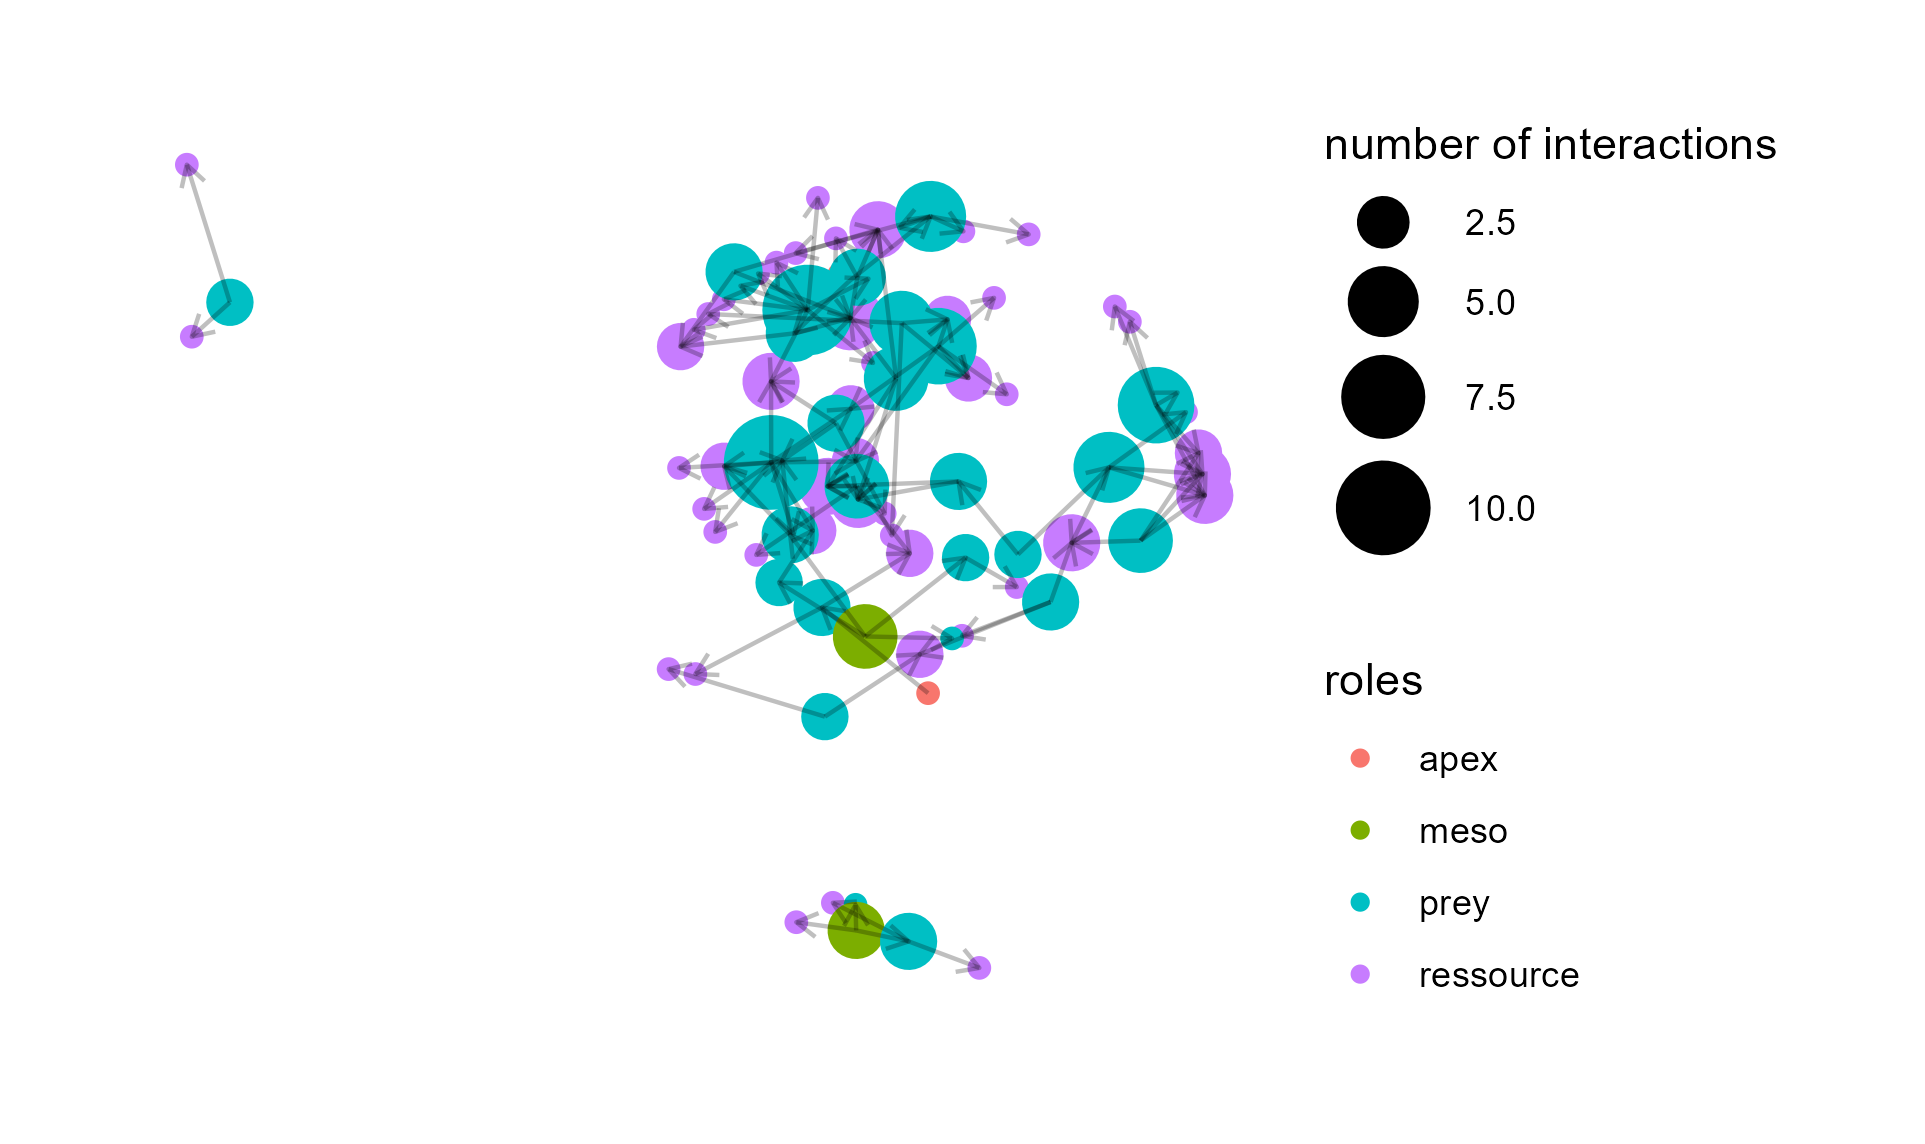 number of interactions
2.5
5.0
7.5
10.0
roles
apex
meso
prey
ressource